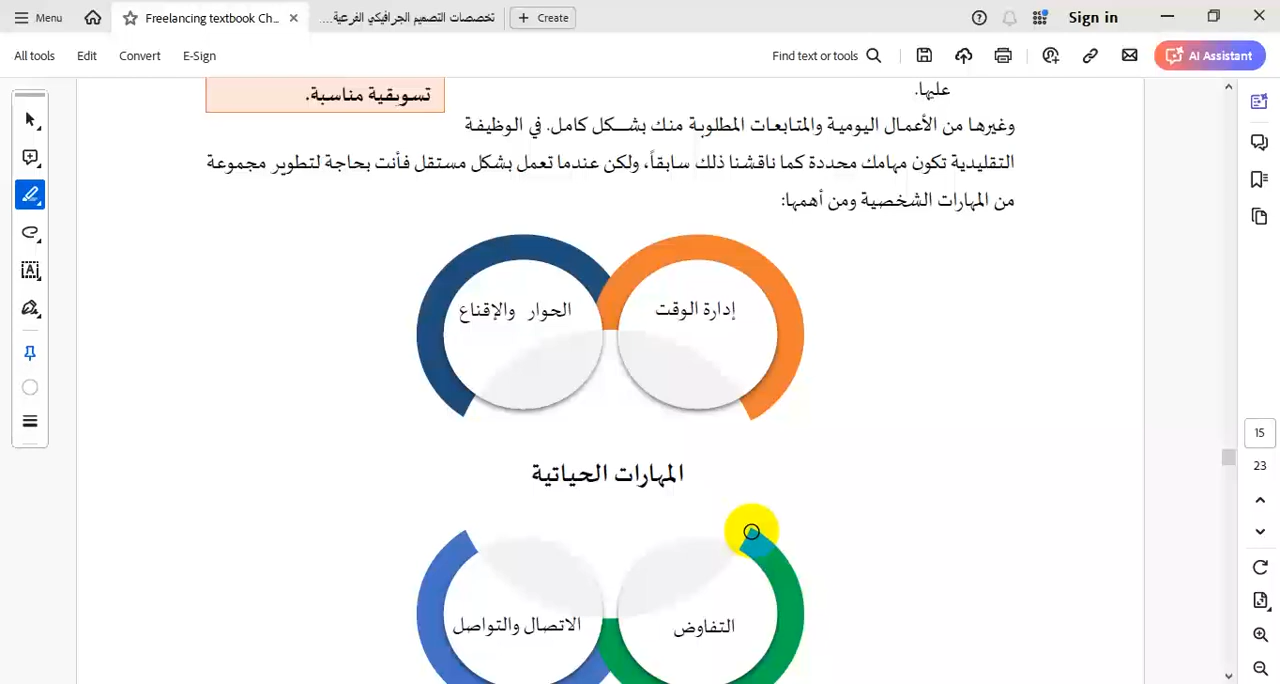 Menu
Freelancing textbook Ch...
تخصصات التصميم الجرافيكي الفرعية....
Create
Sign in
All tools
Edit
Convert
E-Sign
Find text or tools
AI Assistant
عليها.
تسويقية مناسبة.
وغيرها من الأعمال اليومية والمتابعات المطلوبة منك بشكل كامل. في الوظيفة
التقليدية تكون مهامك محددة كما ناقشنا ذلك سابقاً، ولكن عندما تعمل بشكل مستقل فأنت بحاجة لتطوير مجموعة
من المهارات الشخصية ومن أهمها:
إدارة الوقت
الحوار والإقناع
المهارات الحياتية
التفاوض
الاتصال والتواصل
15
23